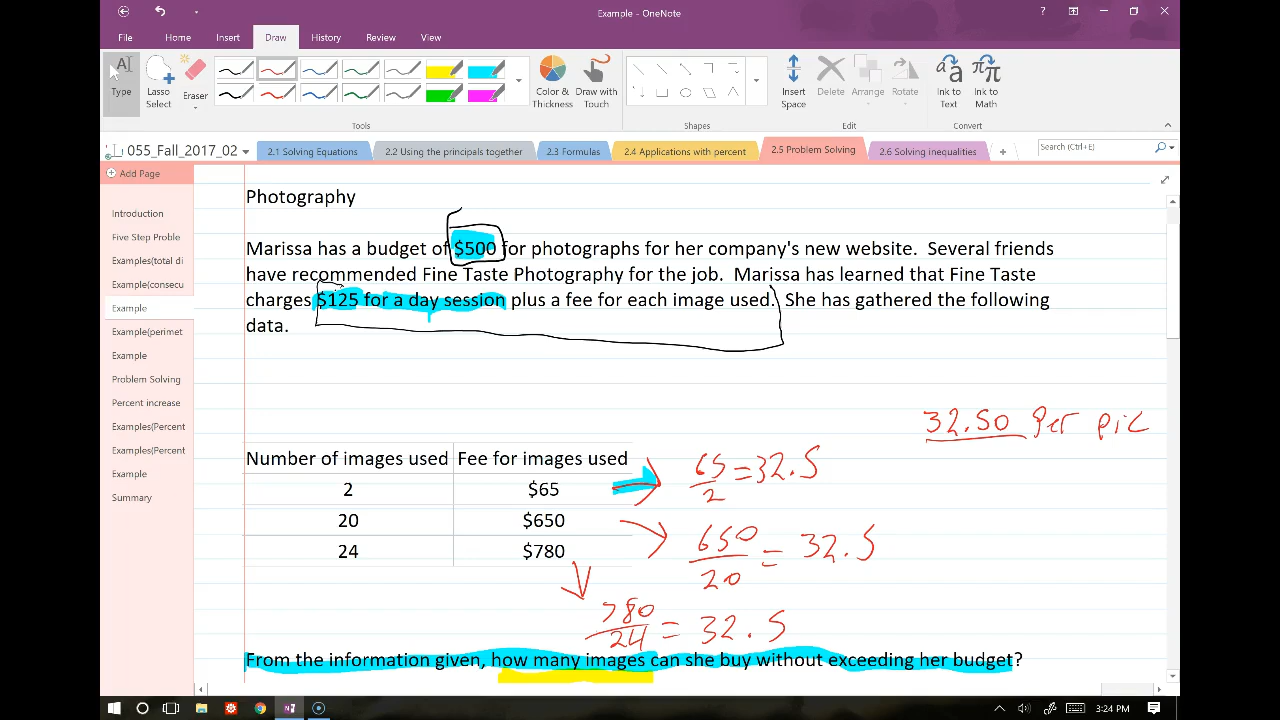 Example - OneNote
?
File Home Insert Draw History Review View
Type
Lasso
Select
Eraser
Color &
Thickness
Draw with
Touch
Insert
Space
Delete Arrange Rotate
Ink to
Text
Ink to
Math
Tools Shapes Edit Convert
055_Fall_2017_02 2.1 Solving Equations 2.2 Using the principals together 2.3 Formulas 2.4 Applications with percent 2.5 Problem Solving 2.6 Solving inequalities + Search (Ctrl+E)
Add Page
Introduction
Five Step Proble
Examples(total di
Examples(consecu
Example
Example(perimet
Example
Problem Solving
Percent increase
Examples(Percent
Examples(Percent
Example
Summary
Photography
Marissa has a budget of $500 for photographs for her company's new website. Several friends
have recommended Fine Taste Photography for the job. Marissa has learned that Fine Taste
charges $125 for a day session plus a fee for each image used. She has gathered the following
data.
32.50 Per pic
Number of images used Fee for images used
2 $65
65/2 = 32.5
20 $650
650/20 = 32.5
24 $780
780/24 = 32.5
From the information given, how many images can she buy without exceeding her budget?
3:24 PM